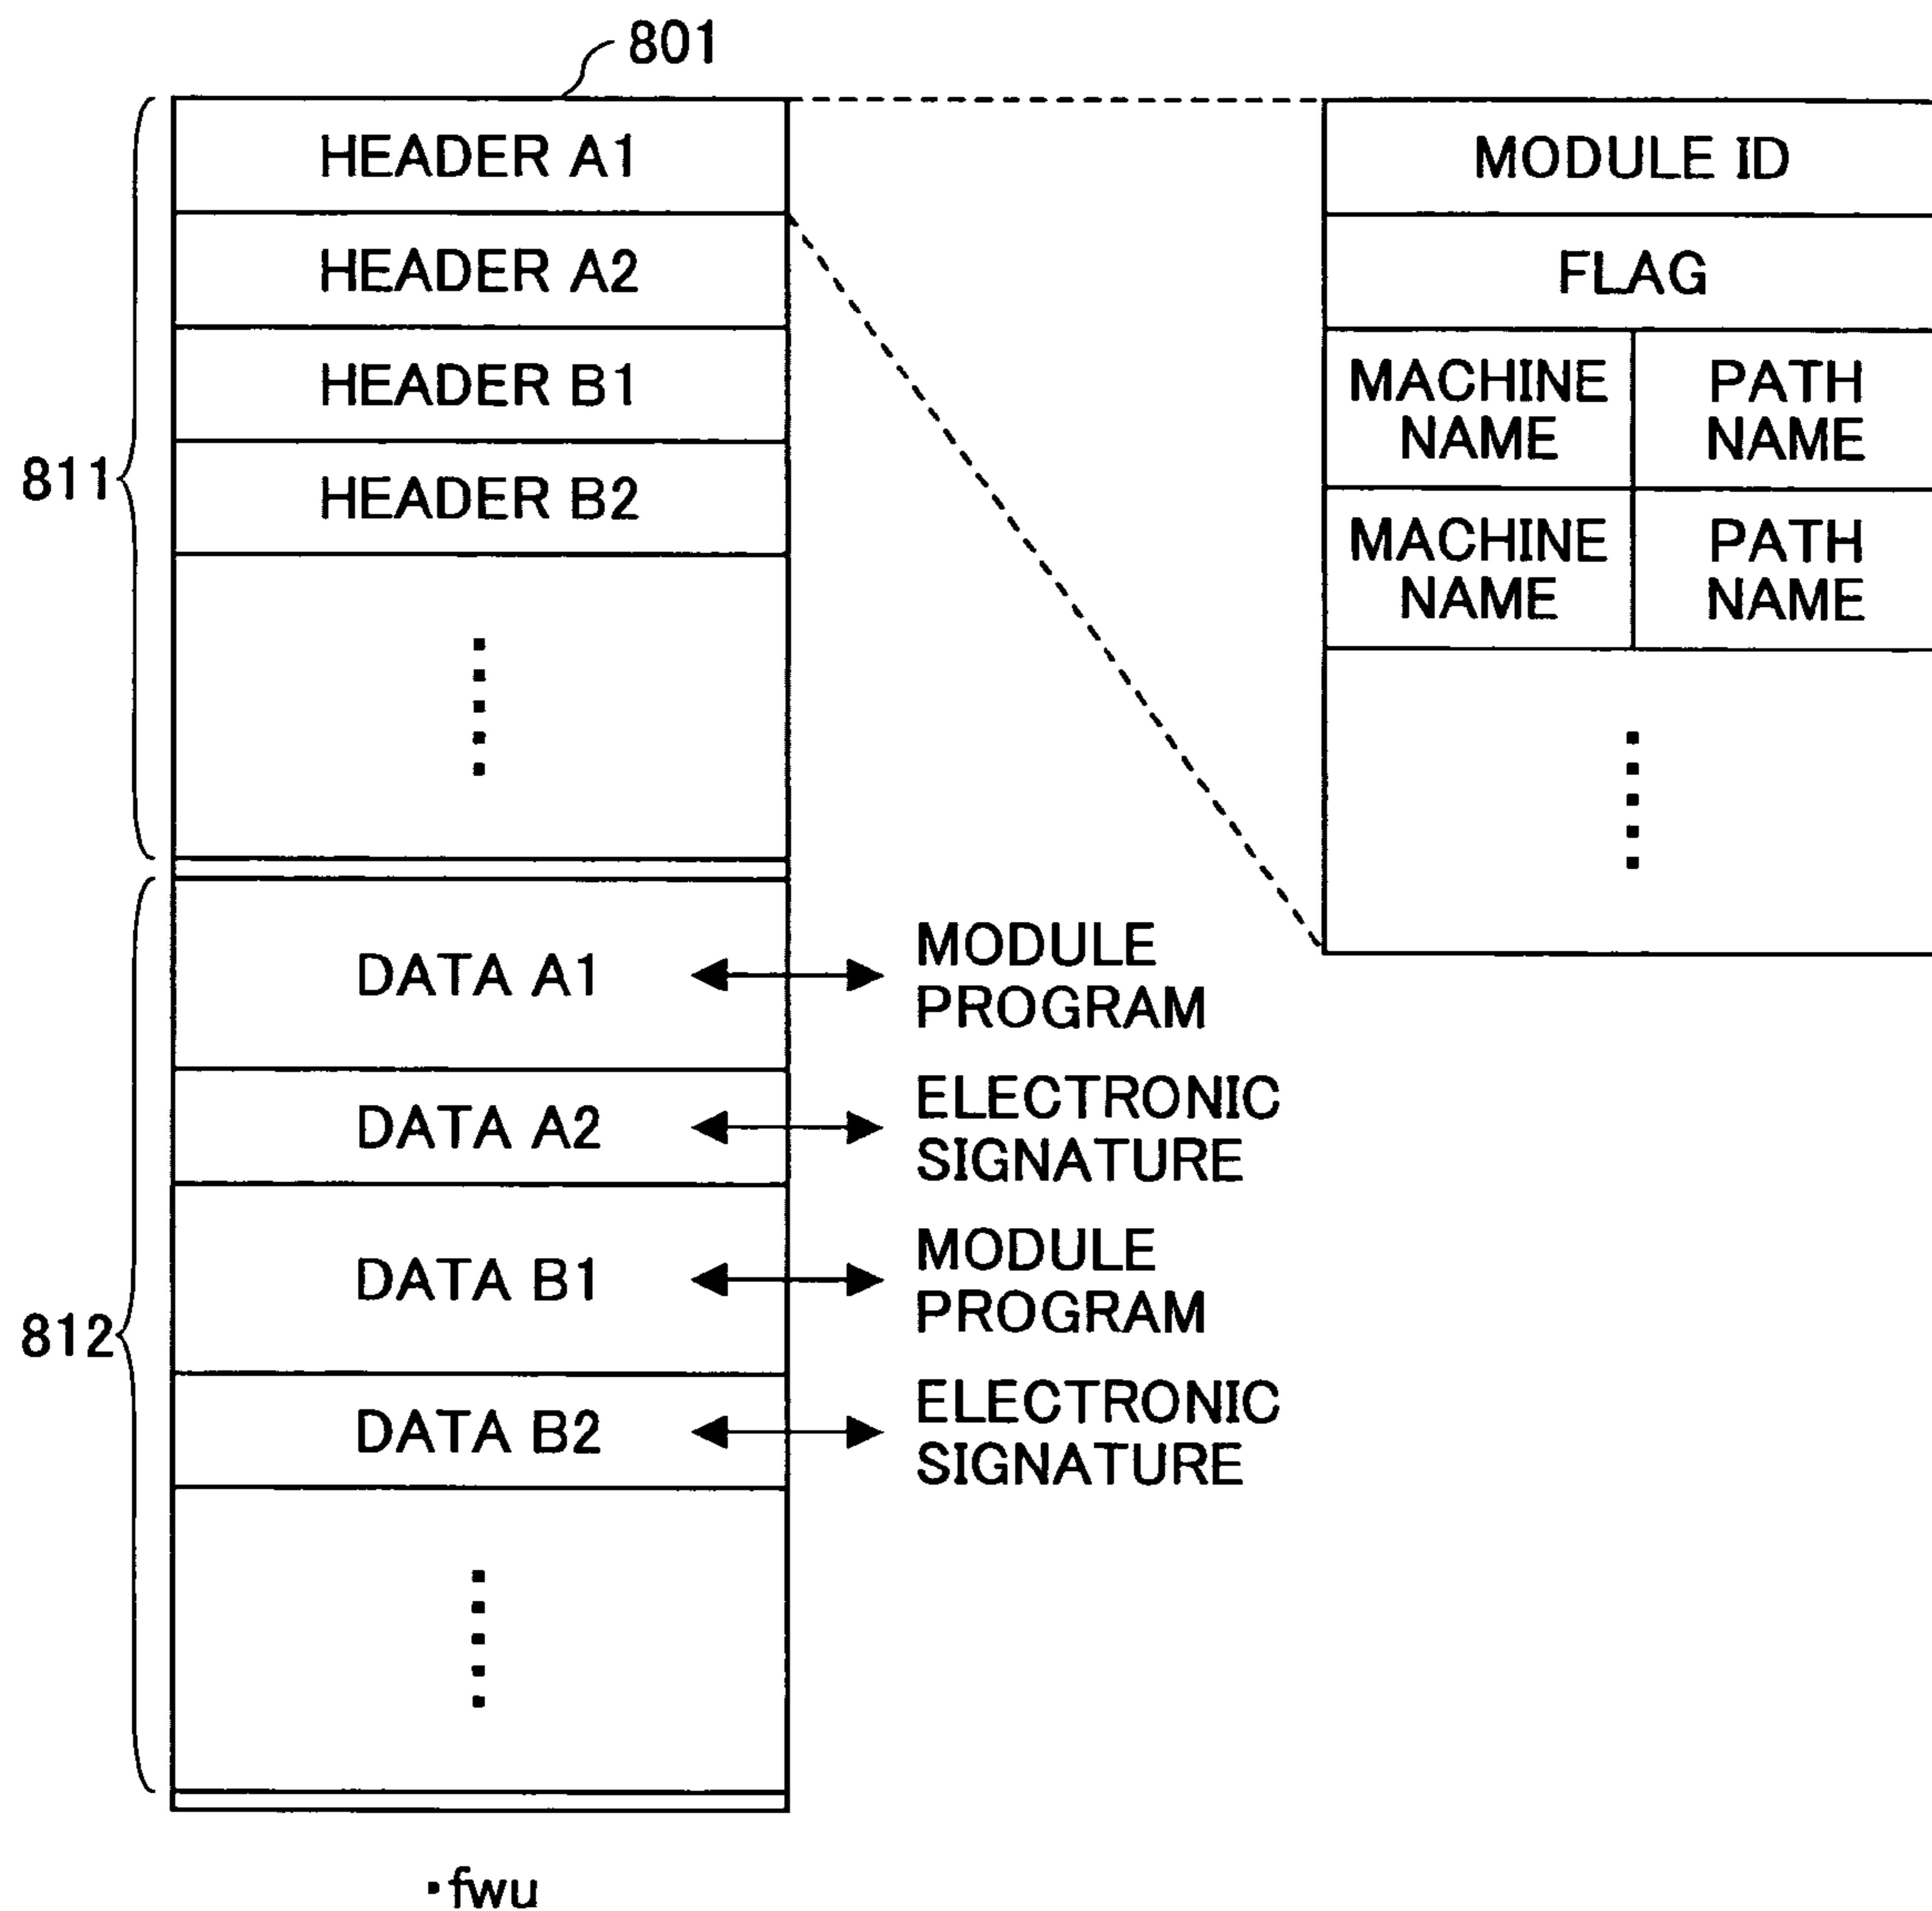 801
HEADER A1
HEADER A2
HEADER B1
HEADER B2
811
DATA A1
DATA A2
DATA B1
DATA B2
812
MODULE
PROGRAM
ELECTRONIC
SIGNATURE
MODULE
PROGRAM
ELECTRONIC
SIGNATURE
MODULE ID
FLAG
MACHINE
NAME
PATH
NAME
MACHINE
NAME
PATH
NAME
・fwu